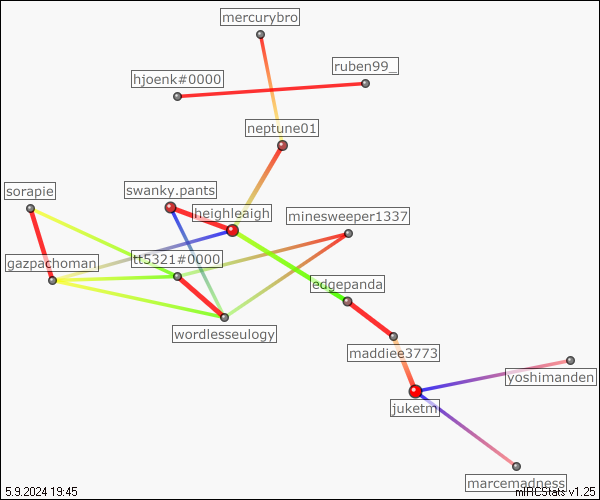 mercurybro
ruben99_
hjoenk#0000
neptune01
sorapie
swanky.pants
heighleaigh
minesweeper1337
gazpachoman
tt5321#0000
edgepanda
wordlesseulogy
maddiee3773
yoshimanden
juketm
marcemadness
5.9.2024 19:45
mIRCStats v1.25